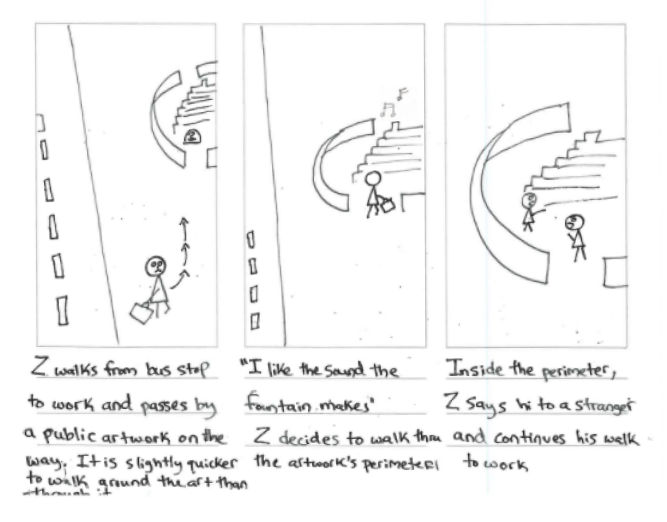 Z walks from bus stop
to work and passes by
a public artwork on the
way. It is slightly quicker
to walk around the art than
through it
"I like the sound the
fountain makes"
Z decides to walk thru
the artwork's perimeter
Inside the perimeter,
Z says hi to a stranger
and continues his walk
to work